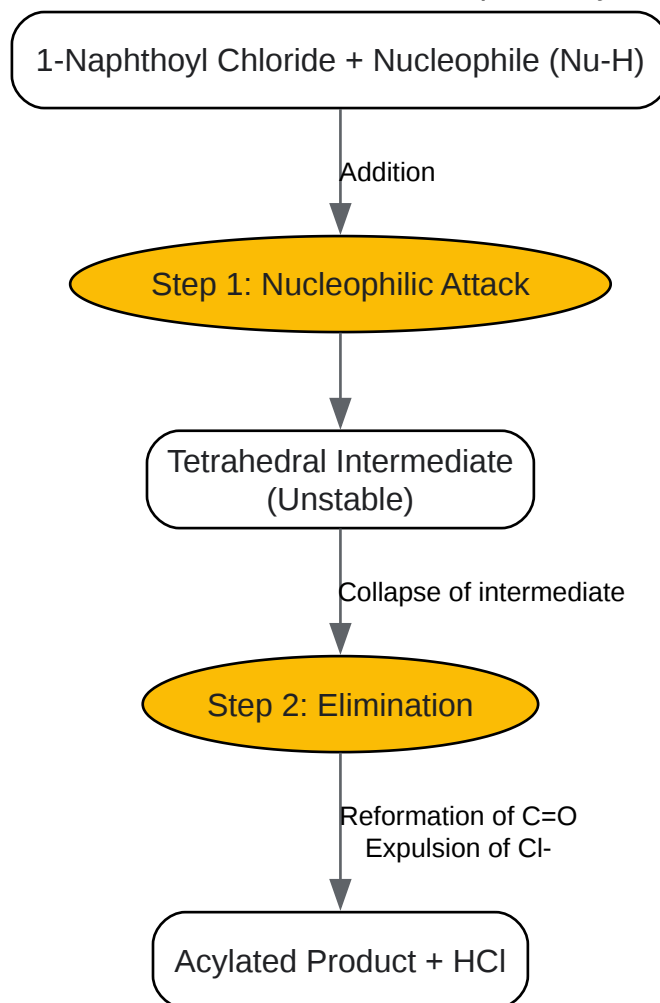 1-Naphthoyl Chloride + Nucleophile (Nu-H)
Addition
Step 1: Nucleophilic Attack
Tetrahedral Intermediate
(Unstable)
Collapse of intermediate
Step 2: Elimination
Reformation of C=O
Expulsion of Cl-
Acylated Product + HCl